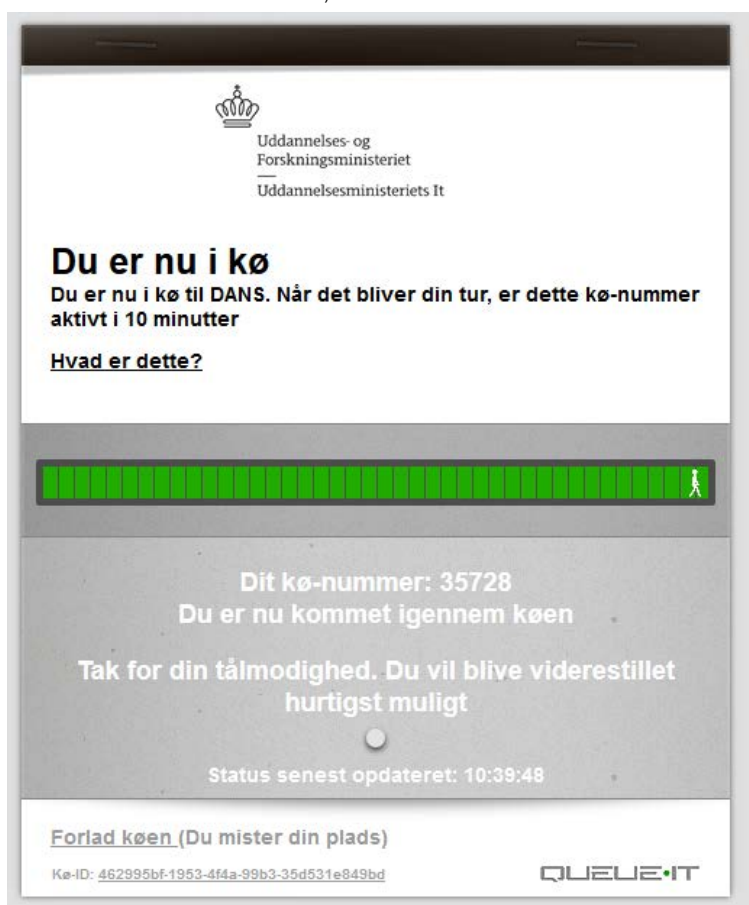 Uddannelses- og
Forskningsministeriet
Uddannelsesministeriets It
Du er nu i kø
Du er nu i kø til DANS. Når det bliver din tur, er dette kø-nummer
aktivt i 10 minutter
Hvad er dette?
Dit kø-nummer: 35728
Du er nu kommet igennem køen
Tak for din tålmodighed. Du vil blive viderestillet
hurtigst muligt
Status senest opdateret: 10:39:48
Forlad køen (Du mister din plads)
Kø-ID: 462995bf-1953-4f4a-99b3-35d531e849bd
QUEUE·IT